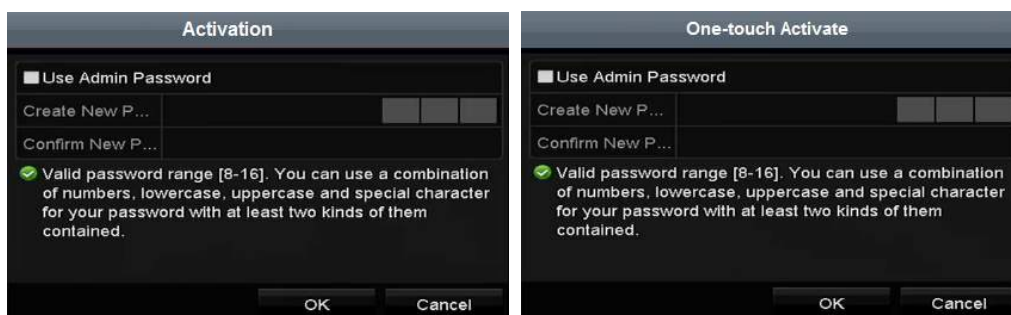 Activation
Use Admin Password
Create New P...
Confirm New P...
Valid password range [8-16]. You can use a combination
of numbers, lowercase, uppercase and special character
for your password with at least two kinds of them
contained.
OK Cancel
One-touch Activate
Use Admin Password
Create New P...
Confirm New P...
Valid password range [8-16]. You can use a combination
of numbers, lowercase, uppercase and special character
for your password with at least two kinds of them
contained.
OK Cancel